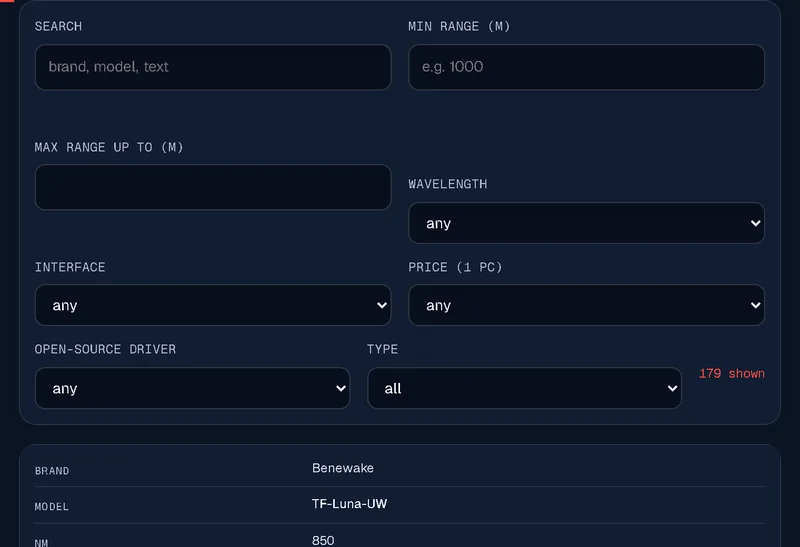 SEARCH
MIN RANGE (M)
brand, model, text
e.g. 1000
MAX RANGE UP TO (M)
WAVELENGTH
any
INTERFACE
PRICE (1 PC)
any
any
OPEN-SOURCE DRIVER
TYPE
any
all
179 shown
BRAND
Benewake
MODEL
TF-Luna-UW
NM
850